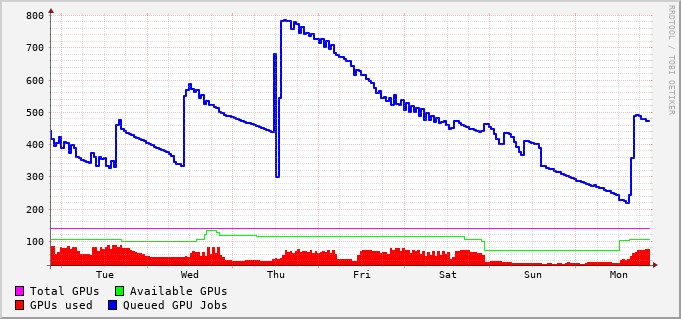 800
700
600
500
400
300
200
100
Tue Wed Thu Fri Sat Sun Mon
Total GPUs Available GPUs
GPUs used Queued GPU Jobs
RRDTOOL / TOBI OETIKER